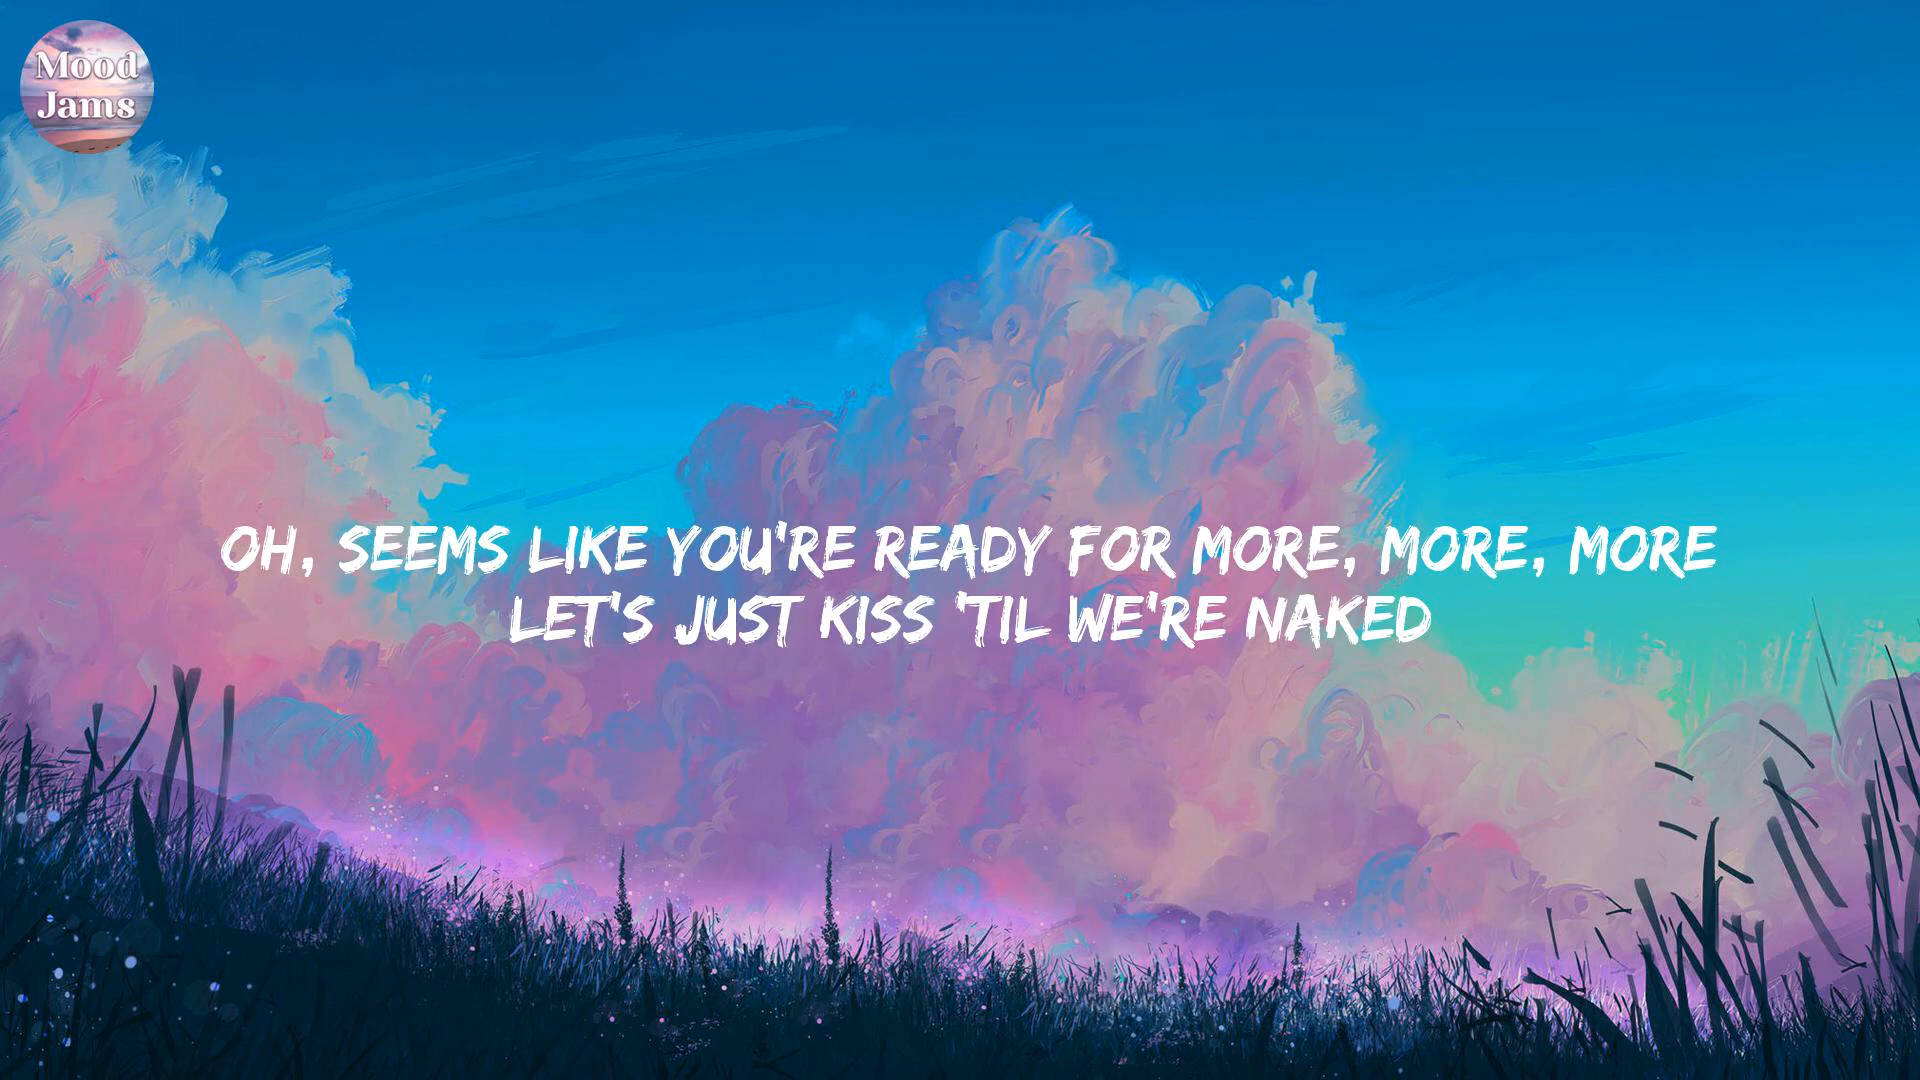 Mood
Jams
OH, SEEMS LIKE YOU'RE READY FOR MORE, MORE, MORE
LET'S JUST KISS 'TIL WE'RE NAKED